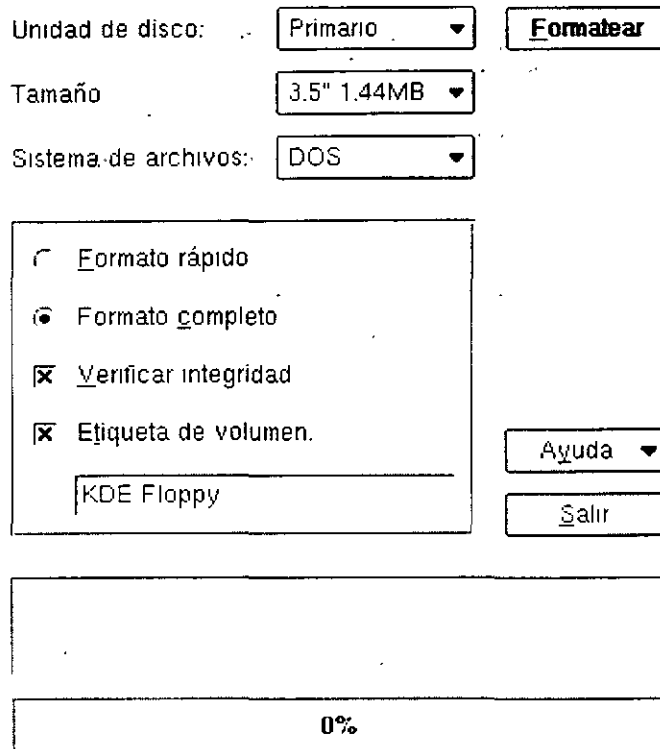 Unidad de disco: Primario Formatear
Tamaño 3.5" 1.44MB
Sistema de archivos: DOS
Formato rápido
Formato completo
Verificar integridad
Etiqueta de volumen.
KDE Floppy
Ayuda
Salir
0%